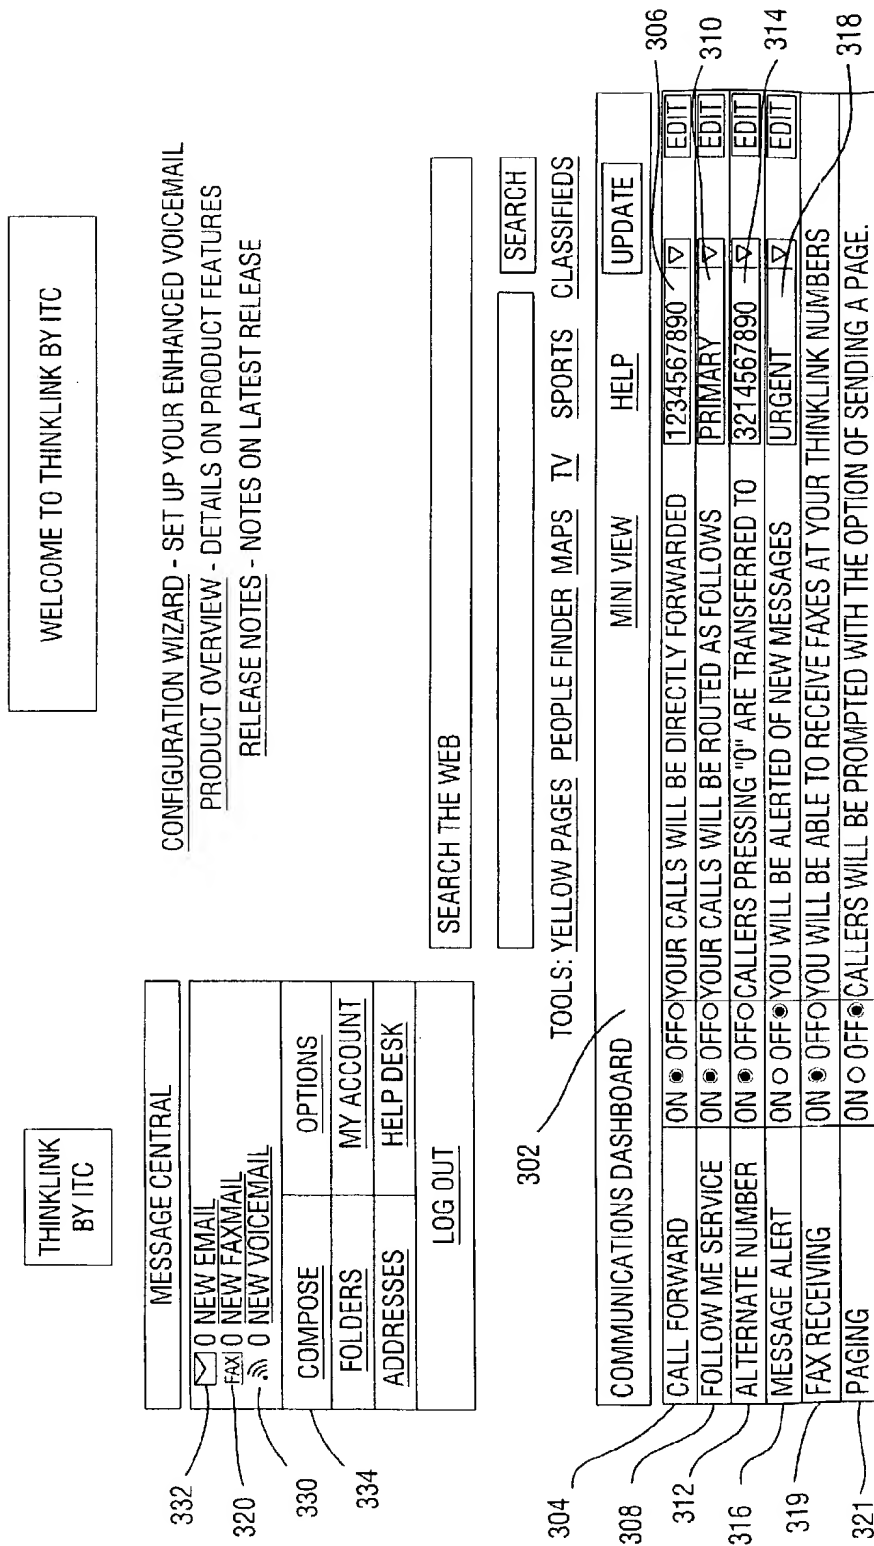 WELCOME TO THINKLINK BY ITC
THINKLINK
BY ITC
CONFIGURATION WIZARD - SET UP YOUR ENHANCED VOICEMAIL
PRODUCT OVERVIEW - DETAILS ON PRODUCT FEATURES
RELEASE NOTES - NOTES ON LATEST RELEASE
MESSAGE CENTRAL
332 0 NEW EMAIL
320 FAX 0 NEW FAXMAIL
330 0 NEW VOICEMAIL
334 COMPOSE OPTIONS
FOLDERS MY ACCOUNT
ADDRESSES HELP DESK
LOG OUT
SEARCH THE WEB
SEARCH
TOOLS: YELLOW PAGES PEOPLE FINDER MAPS TV SPORTS CLASSIFIEDS
302
COMMUNICATIONS DASHBOARD MINI VIEW HELP UPDATE
304 CALL FORWARD ON OFF YOUR CALLS WILL BE DIRECTLY FORWARDED 1234567890 EDIT 306
308 FOLLOW ME SERVICE ON OFF YOUR CALLS WILL BE ROUTED AS FOLLOWS PRIMARY EDIT 310
312 ALTERNATE NUMBER ON OFF CALLERS PRESSING "0" ARE TRANSFERRED TO 3214567890 EDIT 314
316 MESSAGE ALERT ON OFF YOU WILL BE ALERTED OF NEW MESSAGES URGENT EDIT 318
319 FAX RECEIVING ON OFF YOU WILL BE ABLE TO RECEIVE FAXES AT YOUR THINKLINK NUMBERS
321 PAGING ON OFF CALLERS WILL BE PROMPTED WITH THE OPTION OF SENDING A PAGE.